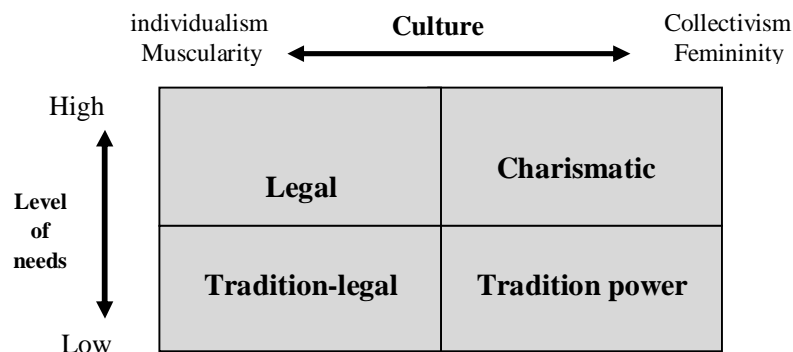 individualism Culture Collectivism
Muscularity Femininity
High
Legal Charismatic
Level
of
needs
Tradition-legal Tradition power
Low